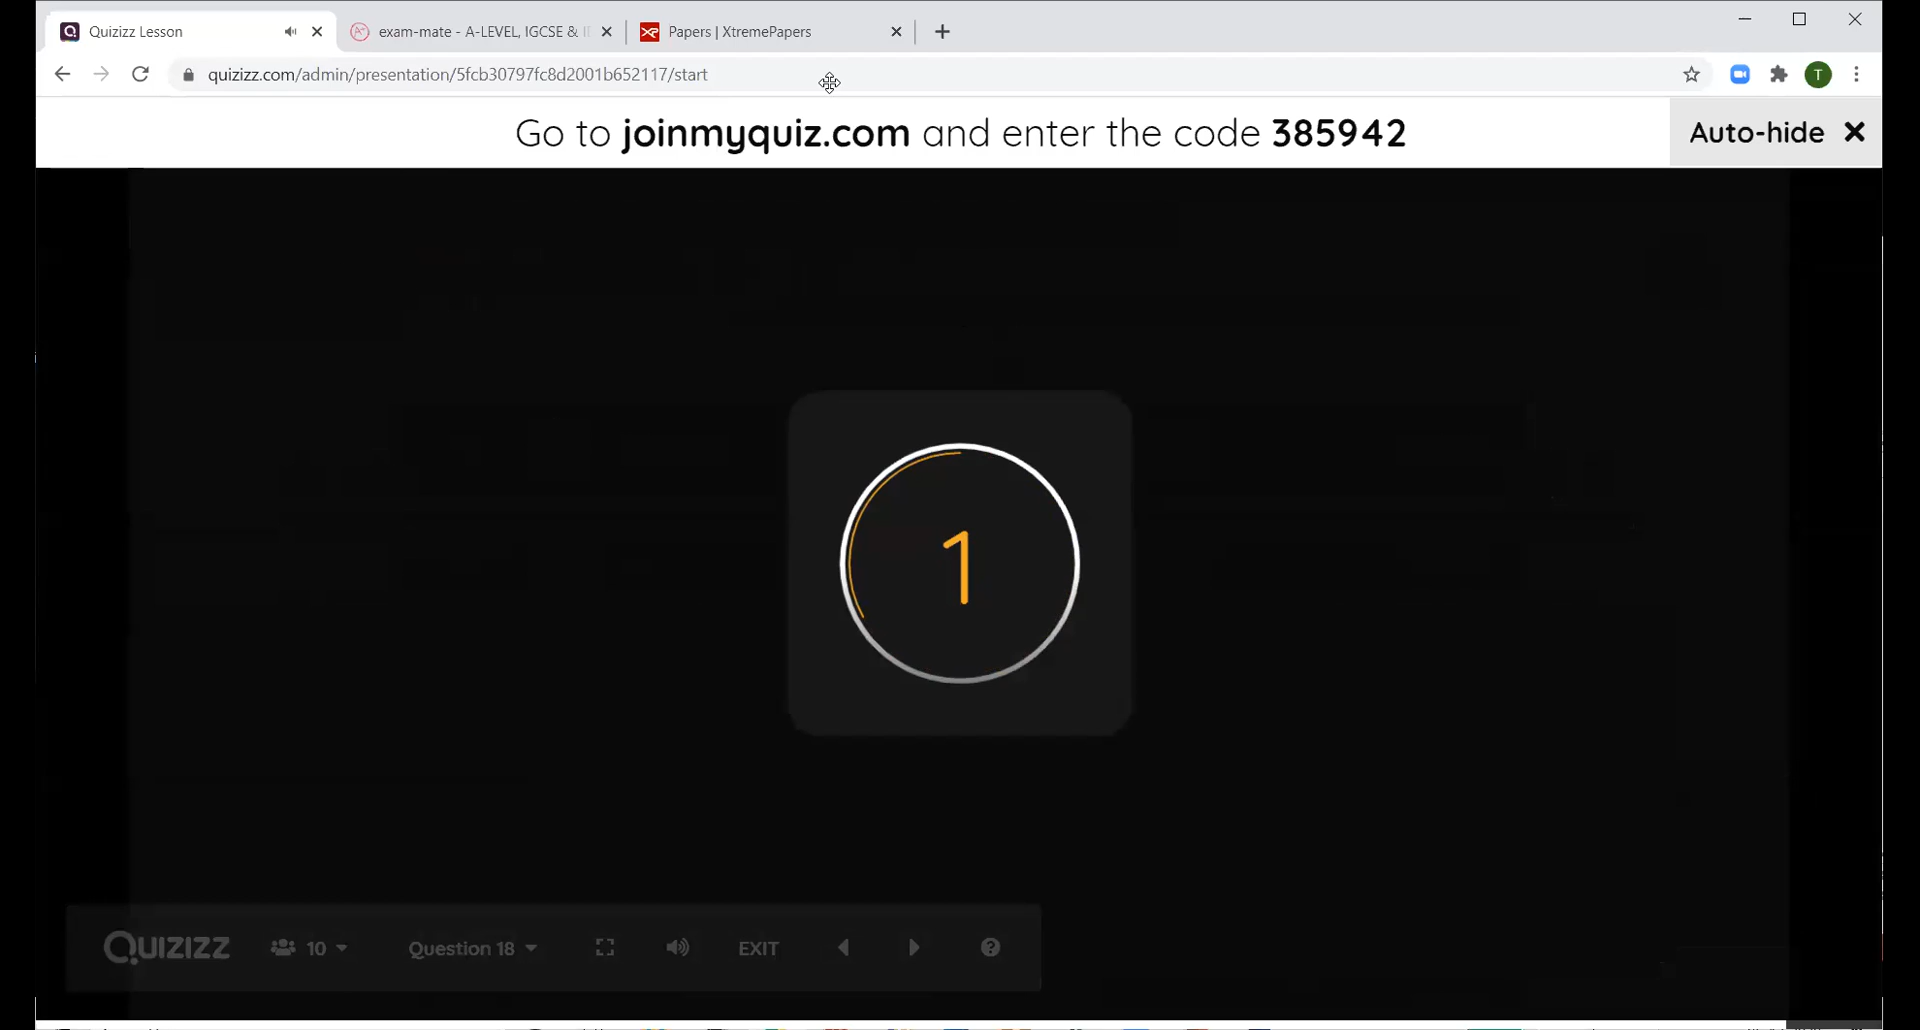 Quizizz Lesson
exam-mate - A-LEVEL, IGCSE & I
Papers | XtremePapers
quizizz.com/admin/presentation/5fcb30797fc8d2001b652117/start
T
Go to joinmyquiz.com and enter the code 385942
Auto-hide
1
QUIZIZZ
10
Question 18
EXIT